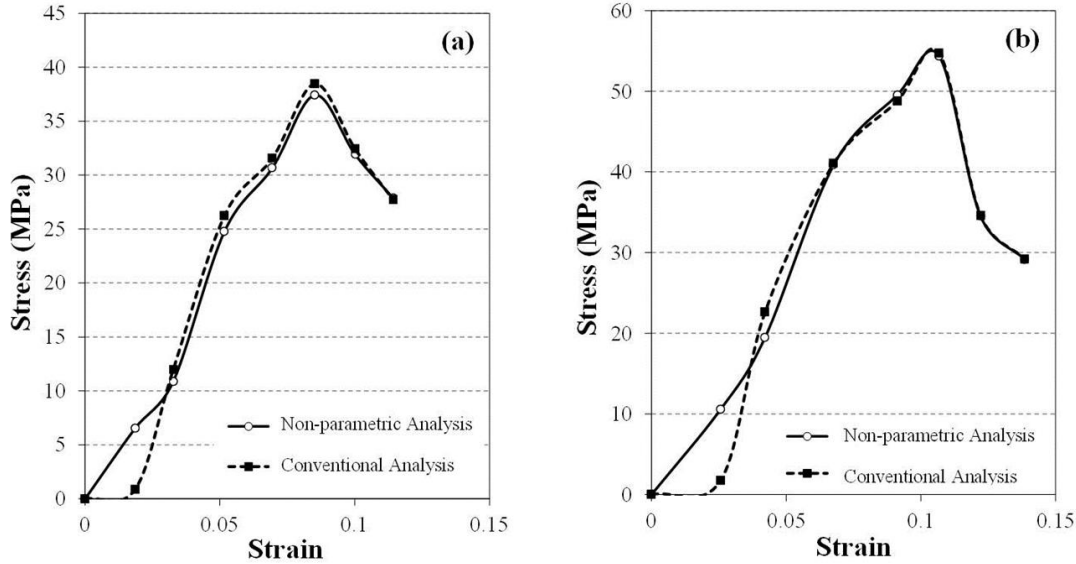 (a)
Stress (MPa)
45
40
35
30
25
20
15
10
5
0
Non-parametric Analysis
Conventional Analysis
0 0.05 0.1 0.15
Strain
(b)
Stress (MPa)
60
50
40
30
20
10
0
Non-parametric Analysis
Conventional Analysis
0 0.05 0.1 0.15
Strain